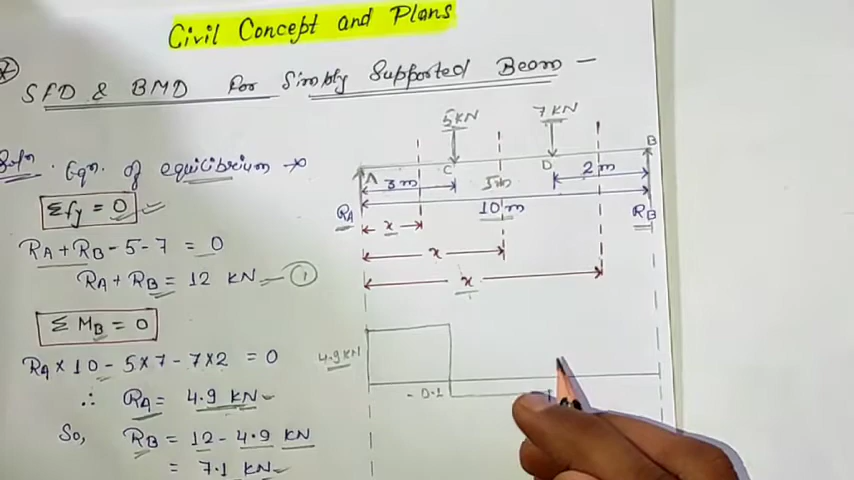 Civil Concept and Plans
SFD & BMD for Simply Supported Beam -
Soln. Eqn. of equilibrium →
Σfy = 0
RA + RB - 5 - 7 = 0
RA + RB = 12 KN - ①
Σ MB = 0
RA × 10 - 5×7 - 7×2 = 0
∴ RA = 4.9 KN
So, RB = 12 - 4.9 KN
= 7.1 KN
5KN 7KN
A C D B
3m 5m 2m
RA 10m RB
x
x
x
4.9KN
-0.1